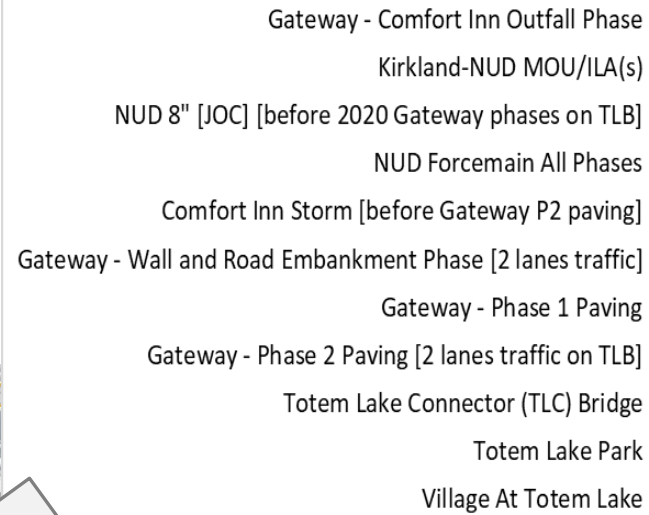 Gateway - Comfort Inn Outfall Phase
Kirkland-NUD MOU/ILA(s)
NUD 8" [JOC] [before 2020 Gateway phases on TLB]
NUD Forcemain All Phases
Comfort Inn Storm [before Gateway P2 paving]
Gateway - Wall and Road Embankment Phase [2 lanes traffic]
Gateway - Phase 1 Paving
Gateway - Phase 2 Paving [2 lanes traffic on TLB]
Totem Lake Connector (TLC) Bridge
Totem Lake Park
Village At Totem Lake